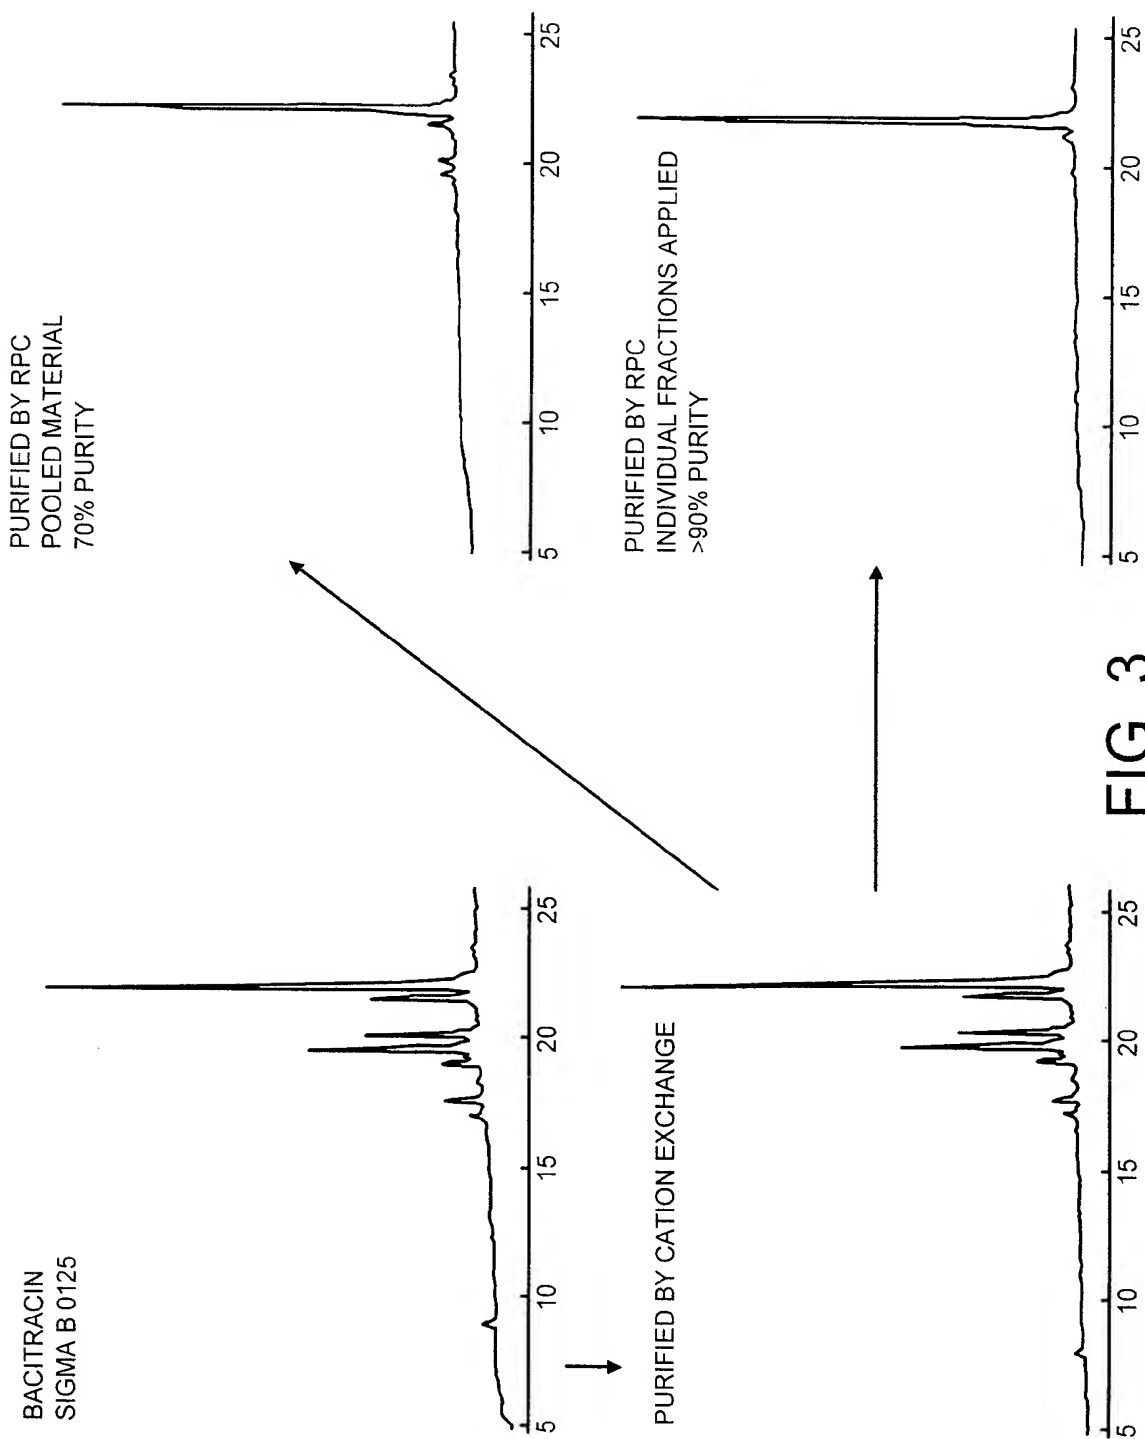 BACITRACIN
SIGMA B 0125
5 10 15 20 25
PURIFIED BY RPC
POOLED MATERIAL
70% PURITY
5 10 15 20 25
PURIFIED BY CATION EXCHANGE
5 10 15 20 25
PURIFIED BY RPC
INDIVIDUAL FRACTIONS APPLIED
>90% PURITY
5 10 15 20 25
FIG 3